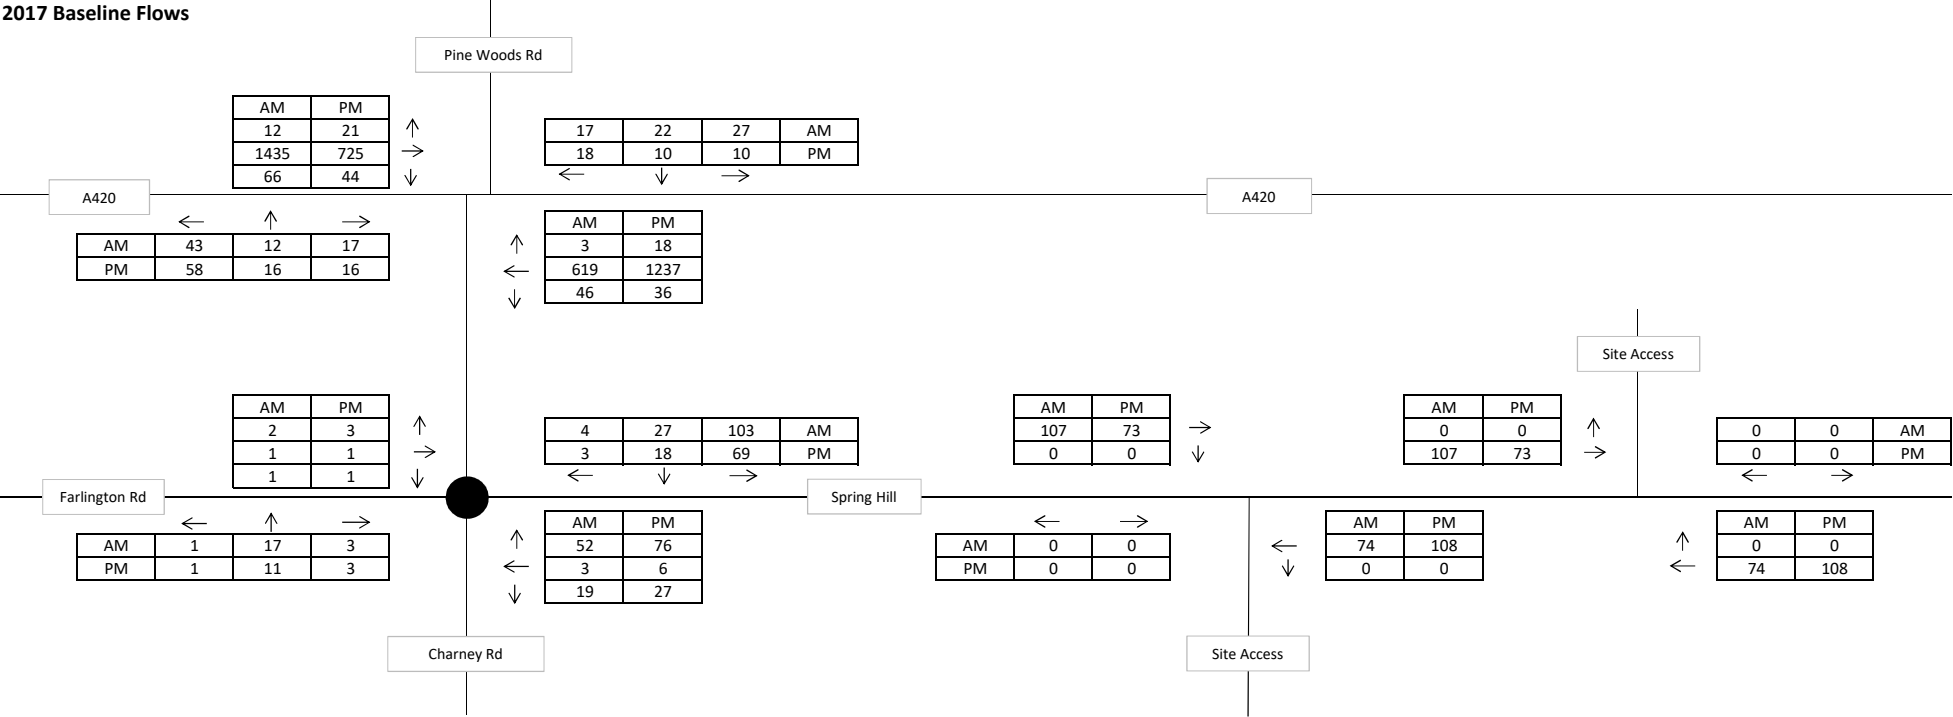 2017 Baseline Flows
Pine Woods Rd
AM PM
12 21 ↑
1435 725 →
66 44 ↓
17 22 27 AM
18 10 10 PM
← ↓ →
A420
A420
← ↑ →
AM 43 12 17
PM 58 16 16
AM PM
↑ 3 18
← 619 1237
↓ 46 36
Site Access
AM PM
2 3 ↑
1 1 →
1 1 ↓
4 27 103 AM
3 18 69 PM
← ↓ →
AM PM
107 73 →
0 0 ↓
AM PM
0 0 ↑
107 73 →
0 0 AM
0 0 PM
← →
Farlington Rd
Spring Hill
← ↑ →
AM 1 17 3
PM 1 11 3
AM PM
↑ 52 76
← 3 6
↓ 19 27
← →
AM 0 0
PM 0 0
AM PM
← 74 108
↓ 0 0
AM PM
↑ 0 0
← 74 108
Charney Rd
Site Access